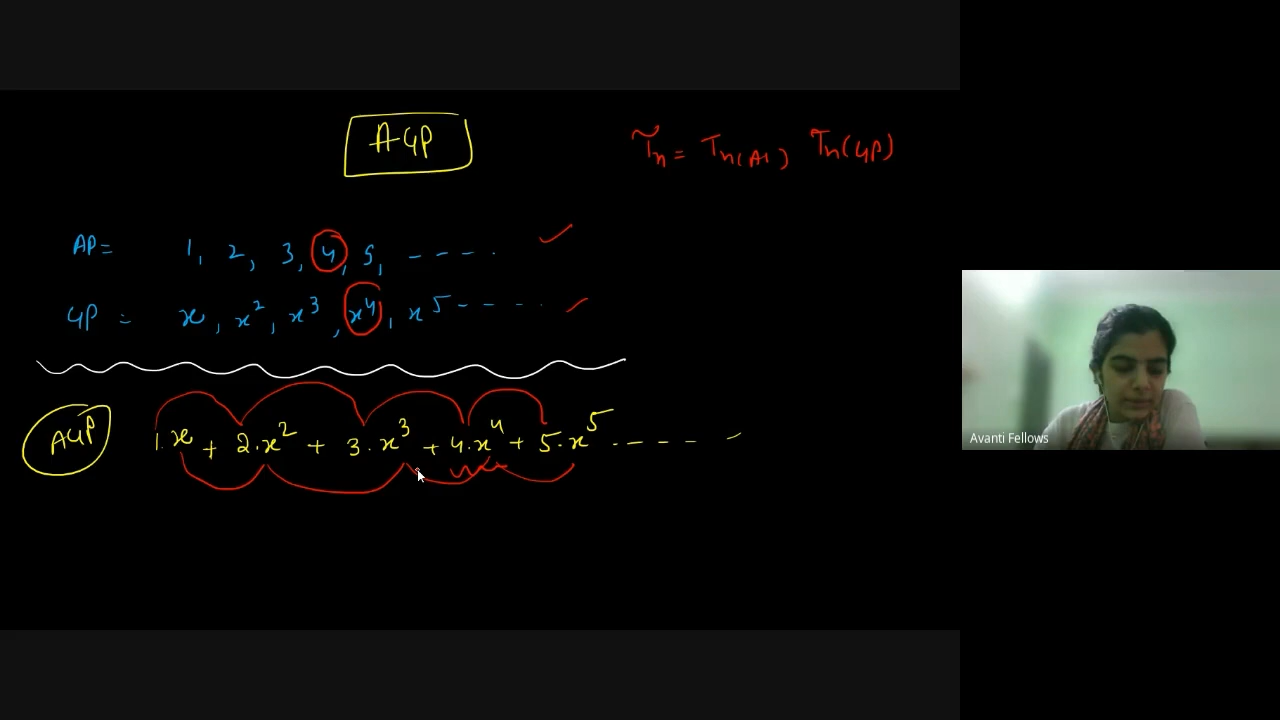 AGP
Tn = Tn(AP) Tn(GP)
AP = 1, 2, 3, 4, 5, ----.
GP = x, x², x³, x⁴, x⁵ ----.
AGP 1.x + 2.x² + 3.x³ + 4.x⁴ + 5.x⁵ .----
Avanti Fellows